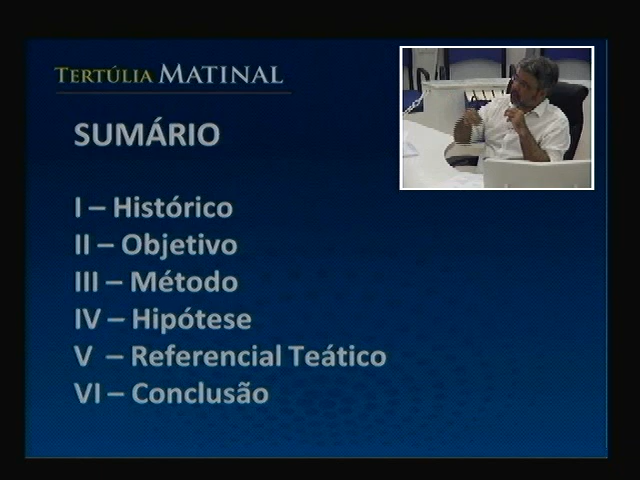 TERTÚLIA MATINAL
SUMÁRIO
I – Histórico
II – Objetivo
III – Método
IV – Hipótese
V – Referencial Teático
VI – Conclusão